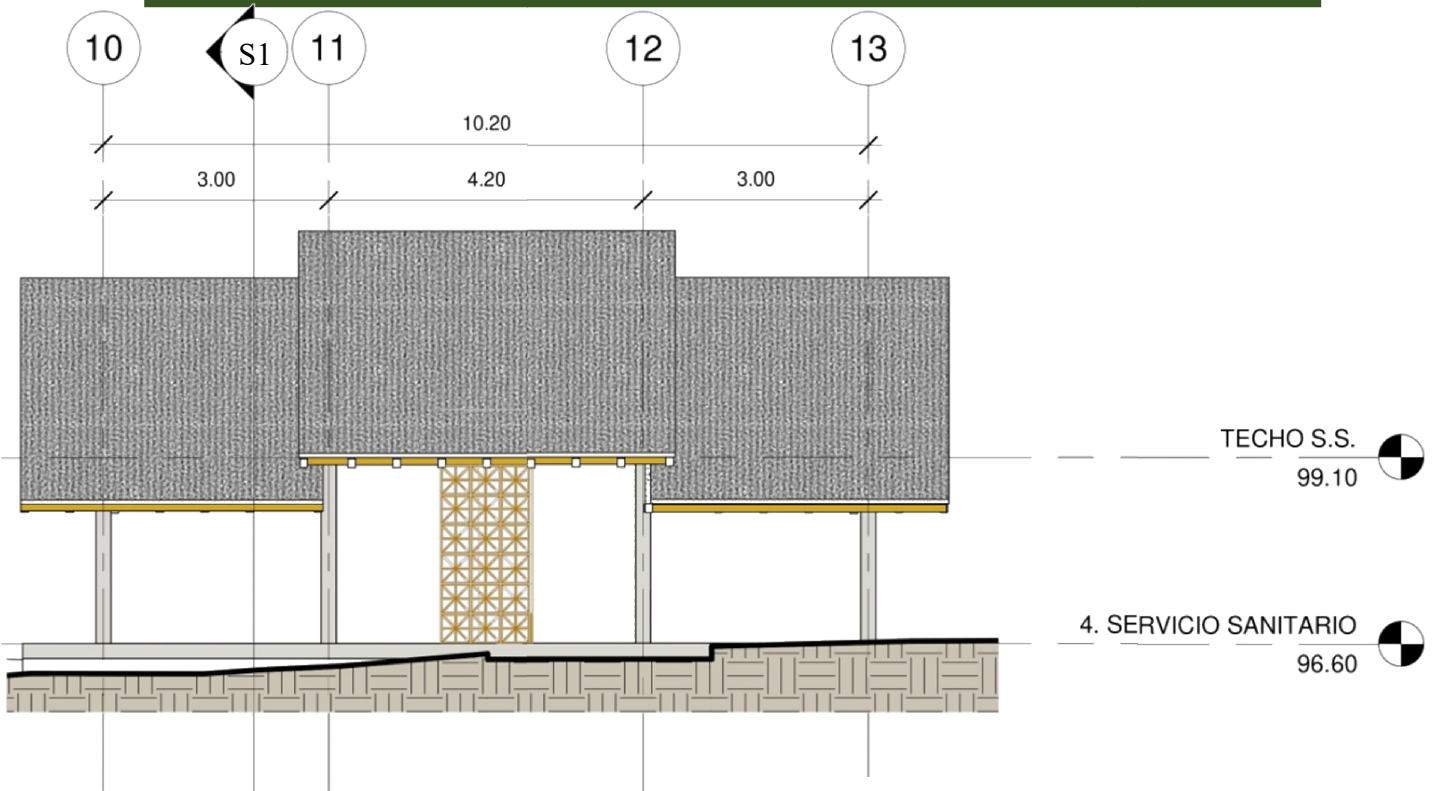 10 S1 11 12 13
10.20
3.00 4.20 3.00
TECHO S.S.
99.10
4. SERVICIO SANITARIO
96.60